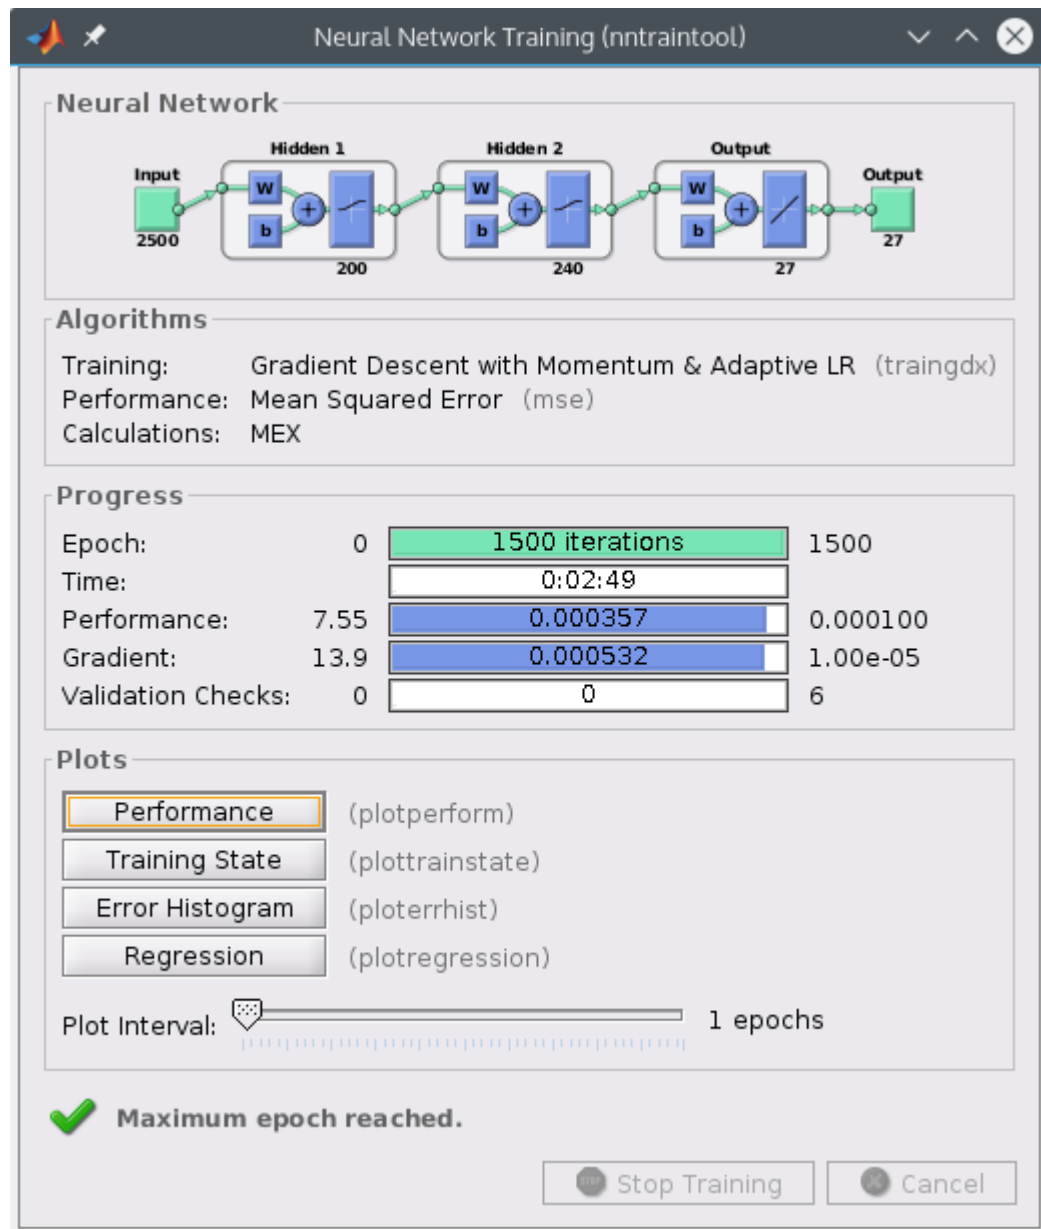 Neural Network Training (nntraintool)
Neural Network
Hidden 1 Hidden 2 Output
Input Output
W W W
b b b
2500 27
200 240 27
Algorithms
Training: Gradient Descent with Momentum & Adaptive LR (traingdx)
Performance: Mean Squared Error (mse)
Calculations: MEX
Progress
Epoch: 0 1500 iterations 1500
Time: 0:02:49
Performance: 7.55 0.000357 0.000100
Gradient: 13.9 0.000532 1.00e-05
Validation Checks: 0 0 6
Plots
Performance (plotperform)
Training State (plottrainstate)
Error Histogram (ploterrhist)
Regression (plotregression)
Plot Interval: 1 epochs
Maximum epoch reached.
STOP Stop Training Cancel